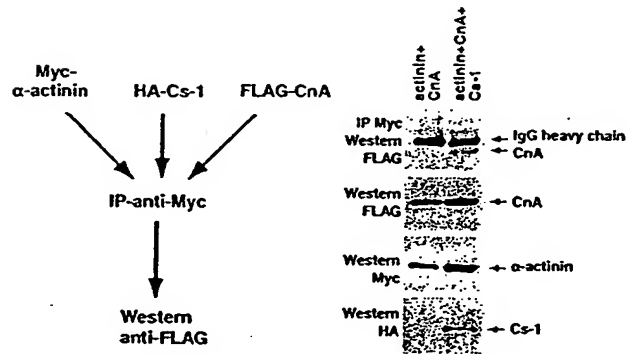 Myc-
α-actinin
HA-Cs-1
FLAG-CnA
IP-anti-Myc
Western
anti-FLAG
actinin+
CnA
actinin+CnA+
Ca-1
IP Myc
Western
FLAG
IgG heavy chain
CnA
Western
FLAG
CnA
Western
Myc
α-actinin
Western
HA
Cs-1